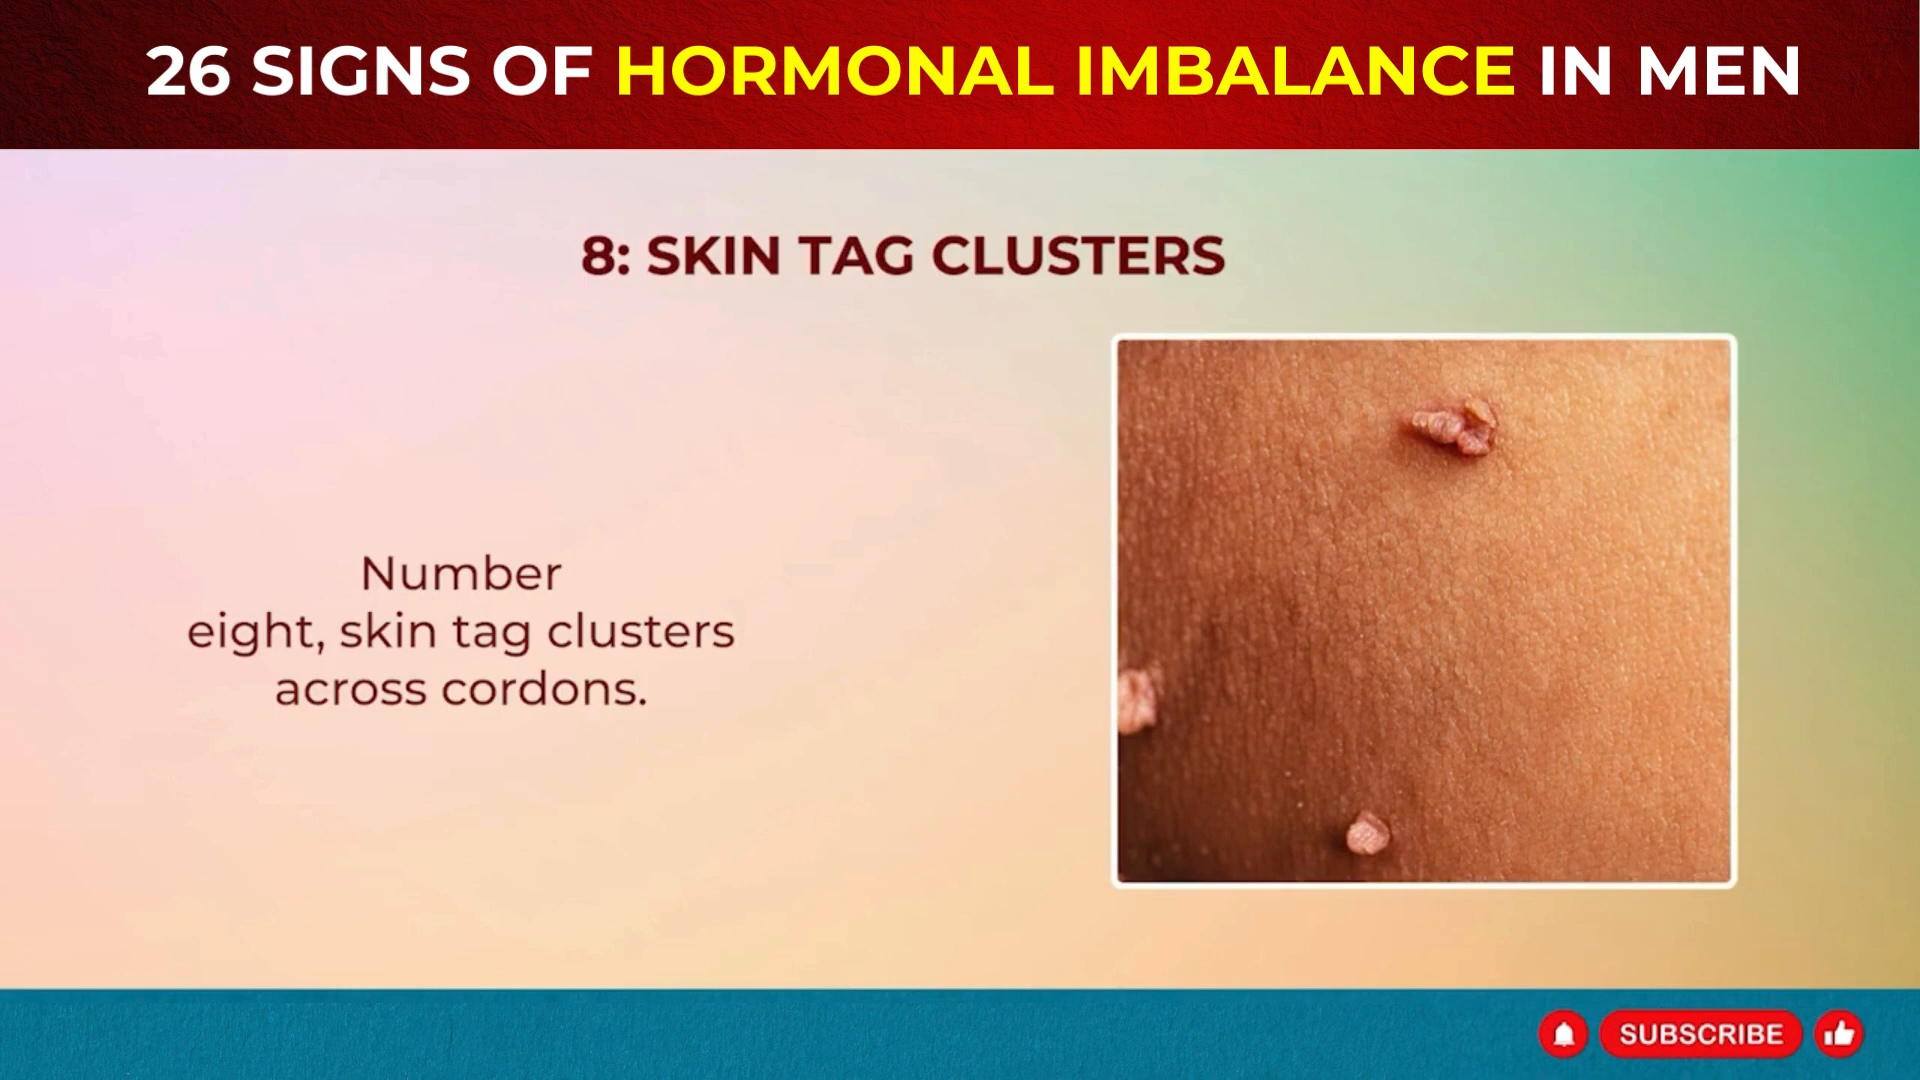 26 SIGNS OF HORMONAL IMBALANCE IN MEN
8: SKIN TAG CLUSTERS
Number
eight, skin tag clusters
across cordons.
SUBSCRIBE